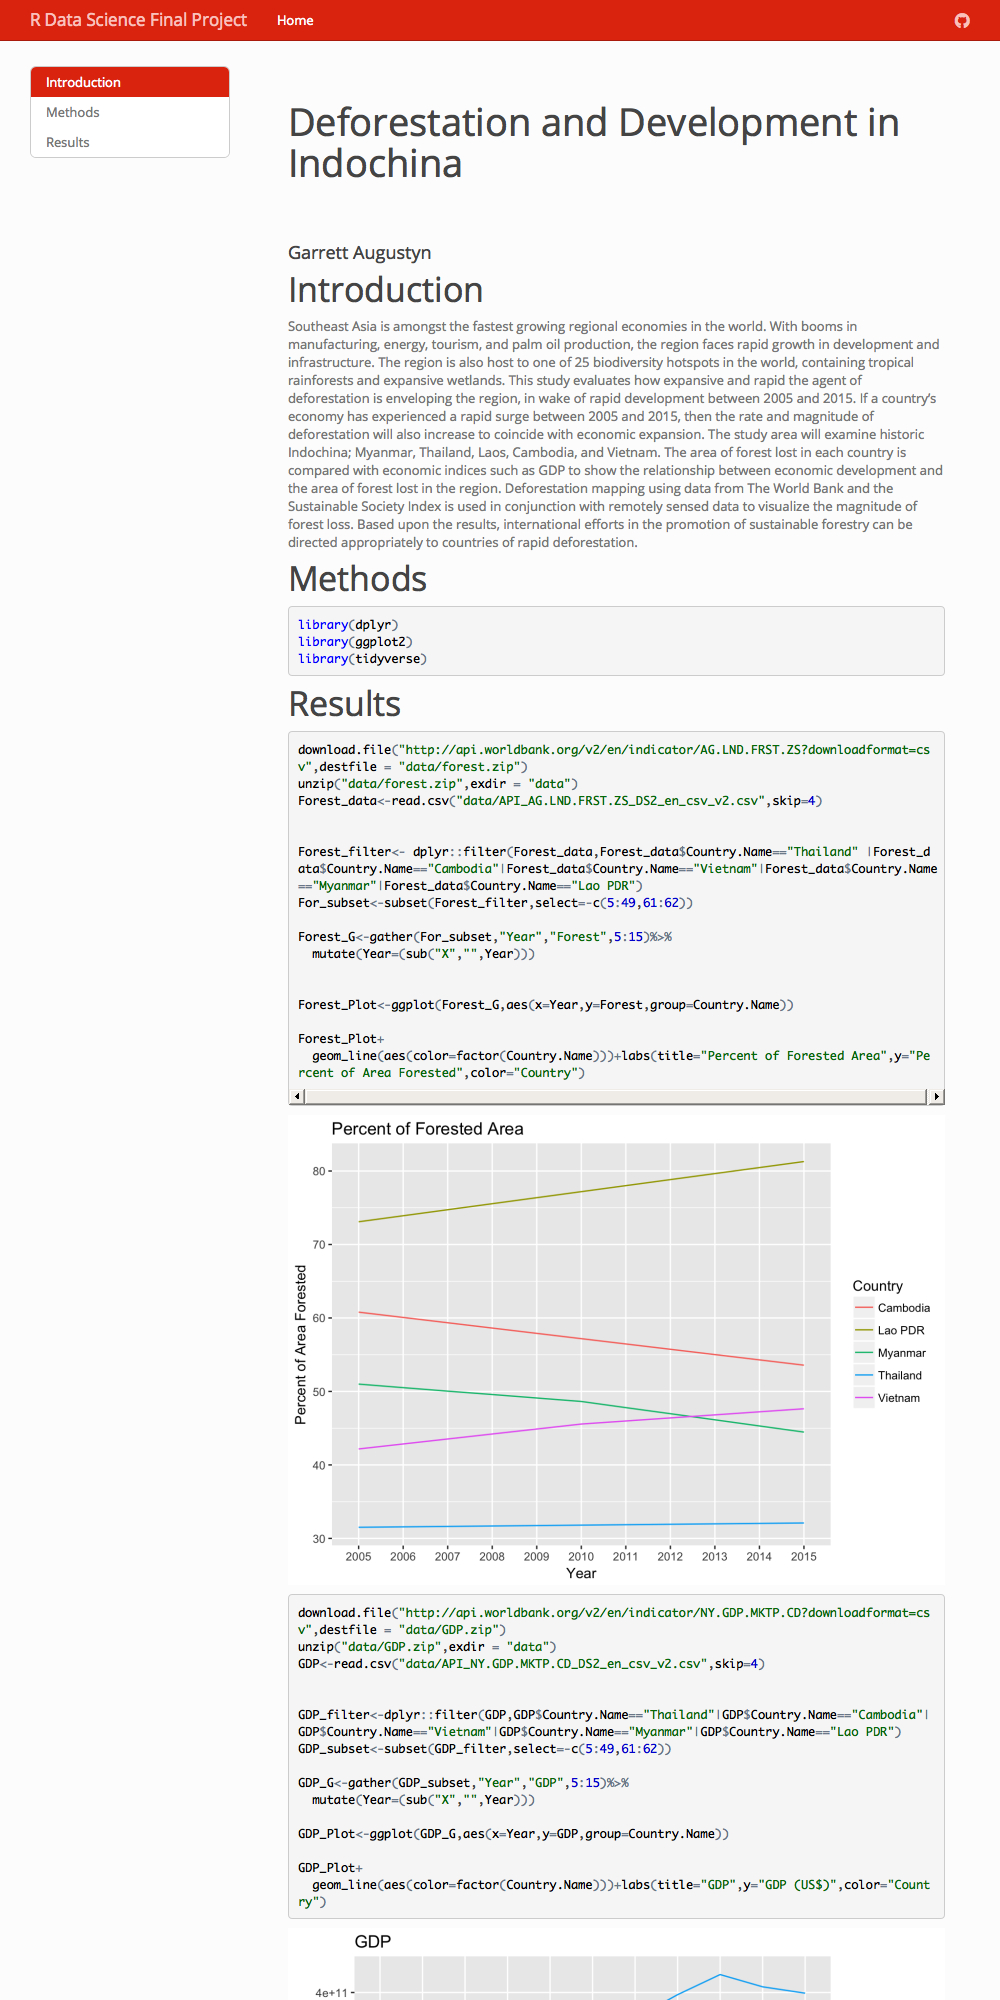 R Data Science Final Project Home
Introduction
Methods
Results
Deforestation and Development in
Indochina
Garrett Augustyn
Introduction
Southeast Asia is amongst the fastest growing regional economies in the world. With booms in
manufacturing, energy, tourism, and palm oil production, the region faces rapid growth in development and
infrastructure. The region is also host to one of 25 biodiversity hotspots in the world, containing tropical
rainforests and expansive wetlands. This study evaluates how expansive and rapid the agent of
deforestation is enveloping the region, in wake of rapid development between 2005 and 2015. If a country's
economy has experienced a rapid surge between 2005 and 2015, then the rate and magnitude of
deforestation will also increase to coincide with economic expansion. The study area will examine historic
Indochina; Myanmar, Thailand, Laos, Cambodia, and Vietnam. The area of forest lost in each country is
compared with economic indices such as GDP to show the relationship between economic development and
the area of forest lost in the region. Deforestation mapping using data from The World Bank and the
Sustainable Society Index is used in conjunction with remotely sensed data to visualize the magnitude of
forest loss. Based upon the results, international efforts in the promotion of sustainable forestry can be
directed appropriately to countries of rapid deforestation.
Methods
library(dplyr)
library(ggplot2)
library(tidyverse)
Results
download.file("http://api.worldbank.org/v2/en/indicator/AG.LND.FRST.ZS?downloadformat=cs
v",destfile = "data/forest.zip")
unzip("data/forest.zip",exdir = "data")
Forest_data<-read.csv("data/API_AG.LND.FRST.ZS_DS2_en_csv_v2.csv",skip=4)
Forest_filter<- dplyr::filter(Forest_data,Forest_data$Country.Name=="Thailand" |Forest_d
ata$Country.Name=="Cambodia"|Forest_data$Country.Name=="Vietnam"|Forest_data$Country.Name
=="Myanmar"|Forest_data$Country.Name=="Lao PDR")
For_subset<-subset(Forest_filter,select=-c(5:49,61:62))
Forest_G<-gather(For_subset,"Year","Forest",5:15)%>%
mutate(Year=(sub("X","",Year)))
Forest_Plot<-ggplot(Forest_G,aes(x=Year,y=Forest,group=Country.Name))
Forest_Plot+
geom_line(aes(color=factor(Country.Name)))+labs(title="Percent of Forested Area",y="Pe
rcent of Area Forested",color="Country")
Percent of Forested Area
80
70
60
50
40
30
Percent of Area Forested
2005 2006 2007 2008 2009 2010 2011 2012 2013 2014 2015
Year
Country
Cambodia
Lao PDR
Myanmar
Thailand
Vietnam
download.file("http://api.worldbank.org/v2/en/indicator/NY.GDP.MKTP.CD?downloadformat=cs
v",destfile = "data/GDP.zip")
unzip("data/GDP.zip",exdir = "data")
GDP<-read.csv("data/API_NY.GDP.MKTP.CD_DS2_en_csv_v2.csv",skip=4)
GDP_filter<-dplyr::filter(GDP,GDP$Country.Name=="Thailand"|GDP$Country.Name=="Cambodia"|
GDP$Country.Name=="Vietnam"|GDP$Country.Name=="Myanmar"|GDP$Country.Name=="Lao PDR")
GDP_subset<-subset(GDP_filter,select=-c(5:49,61:62))
GDP_G<-gather(GDP_subset,"Year","GDP",5:15)%>%
mutate(Year=(sub("X","",Year)))
GDP_Plot<-ggplot(GDP_G,aes(x=Year,y=GDP,group=Country.Name))
GDP_Plot+
geom_line(aes(color=factor(Country.Name)))+labs(title="GDP",y="GDP (US$)",color="Count
ry")
GDP
4e+11